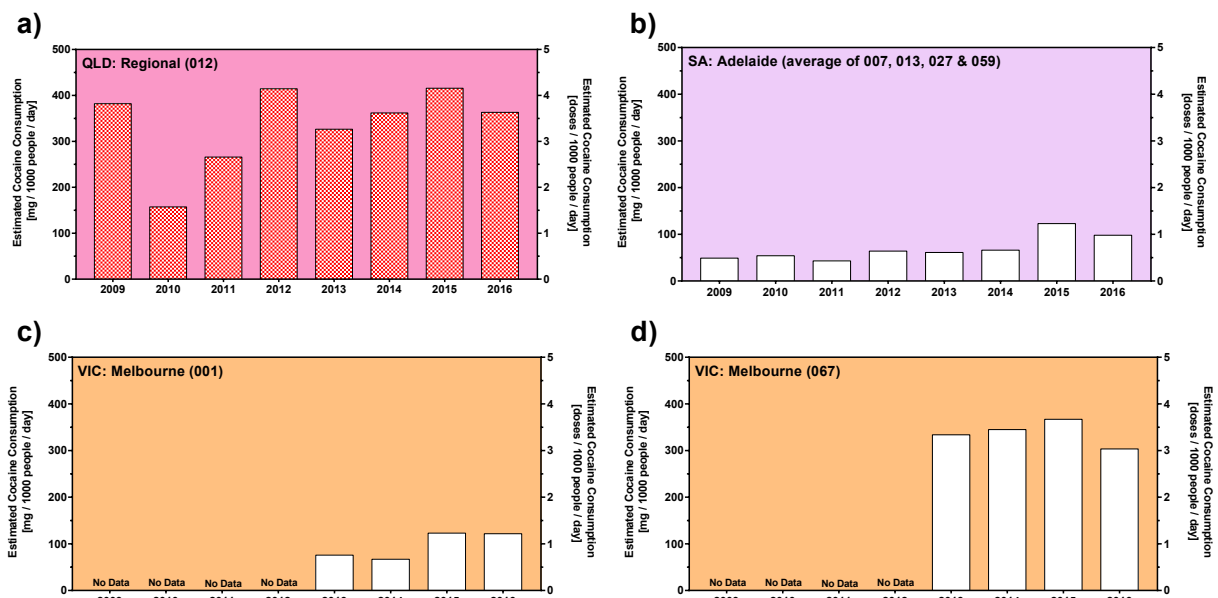 a)
QLD: Regional (012)
Estimated Cocaine Consumption
[mg / 1000 people / day]
500
400
300
200
100
0
5
4
3
2
1
0
Estimated Cocaine Consumption
[doses / 1000 people / day]
2009 2010 2011 2012 2013 2014 2015 2016
b)
SA: Adelaide (average of 007, 013, 027 & 059)
Estimated Cocaine Consumption
[mg / 1000 people / day]
500
400
300
200
100
0
5
4
3
2
1
0
Estimated Cocaine Consumption
[doses / 1000 people / day]
2009 2010 2011 2012 2013 2014 2015 2016
c)
VIC: Melbourne (001)
Estimated Cocaine Consumption
[mg / 1000 people / day]
500
400
300
200
100
0
5
4
3
2
1
0
Estimated Cocaine Consumption
[doses / 1000 people / day]
No Data No Data No Data No Data
d)
VIC: Melbourne (067)
Estimated Cocaine Consumption
[mg / 1000 people / day]
500
400
300
200
100
0
5
4
3
2
1
0
Estimated Cocaine Consumption
[doses / 1000 people / day]
No Data No Data No Data No Data